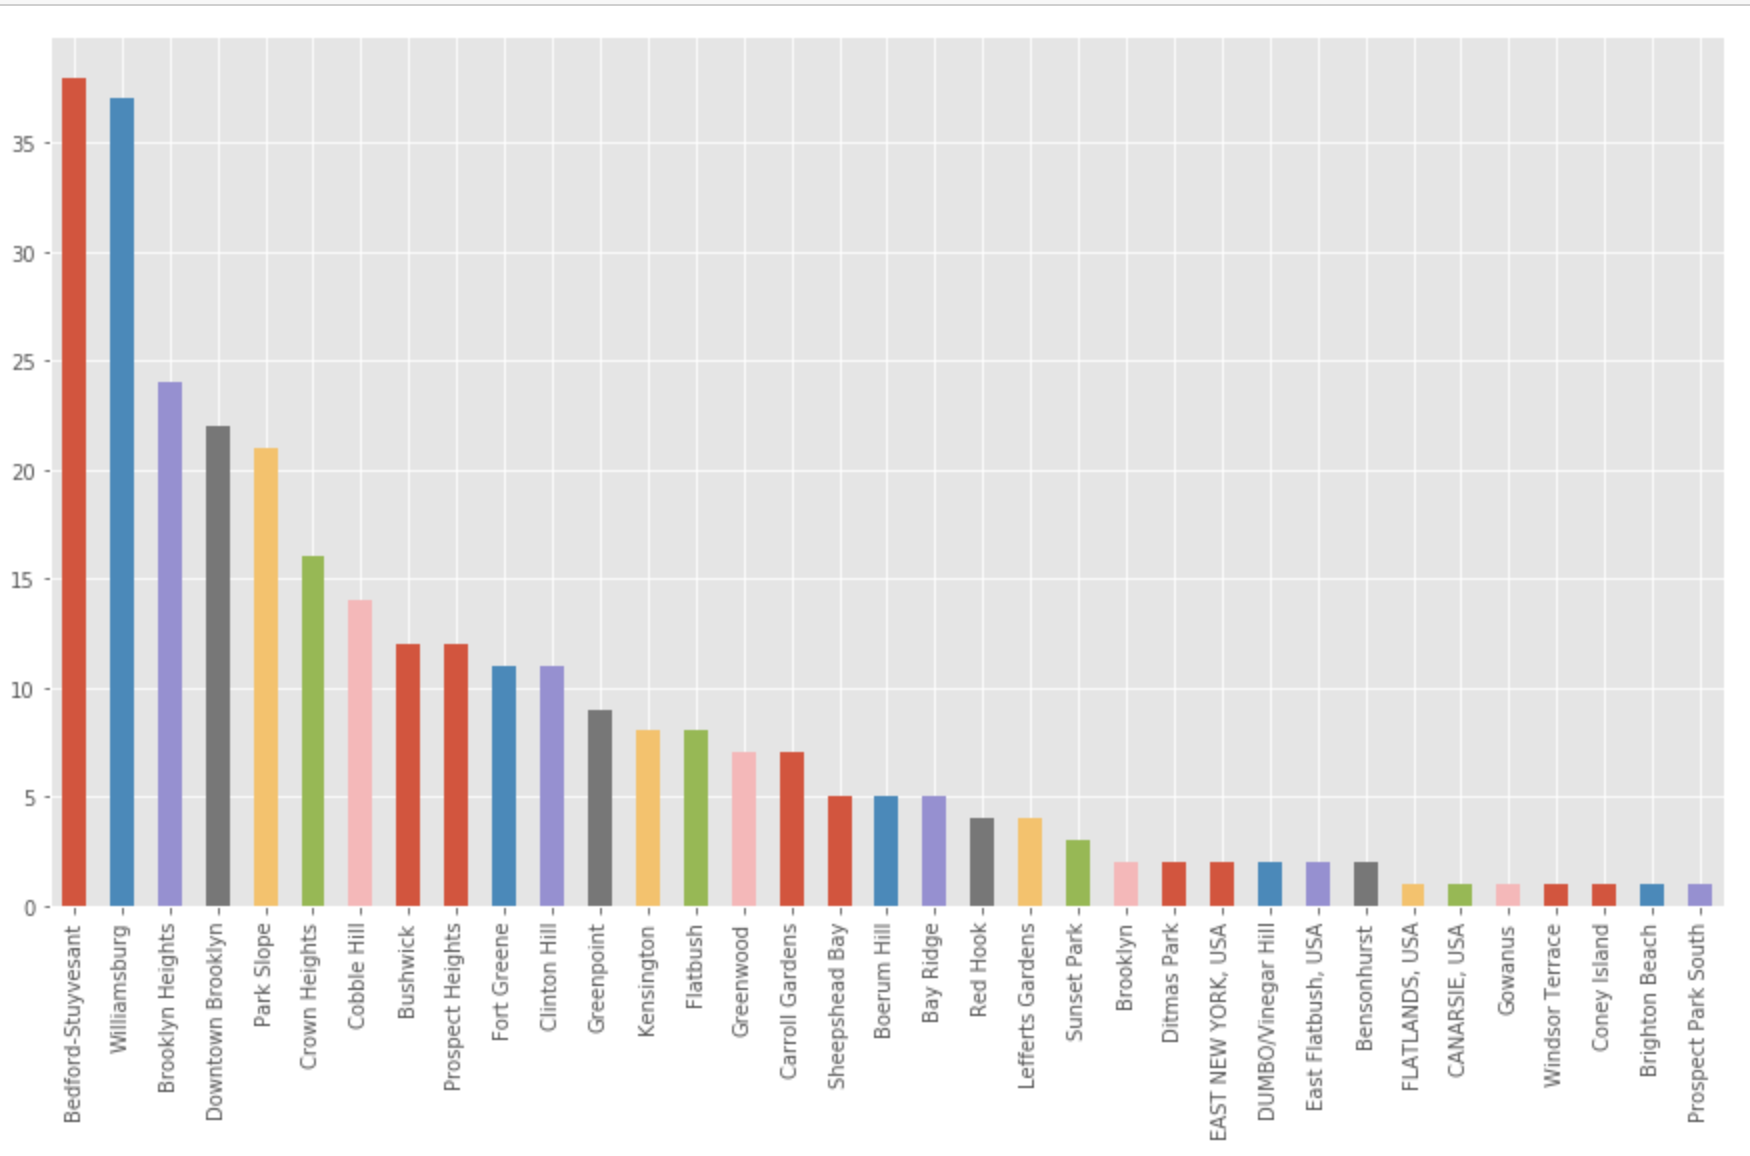 35
30
25
20
15
10
5
0
Bedford-Stuyvesant
Williamsburg
Brooklyn Heights
Downtown Brooklyn
Park Slope
Crown Heights
Cobble Hill
Bushwick
Prospect Heights
Fort Greene
Clinton Hill
Greenpoint
Kensington
Flatbush
Greenwood
Carroll Gardens
Sheepshead Bay
Boerum Hill
Bay Ridge
Red Hook
Lefferts Gardens
Sunset Park
Brooklyn
Ditmas Park
EAST NEW YORK, USA
DUMBO/Vinegar Hill
East Flatbush, USA
Bensonhurst
FLATLANDS, USA
CANARSIE, USA
Gowanus
Windsor Terrace
Coney Island
Brighton Beach
Prospect Park South